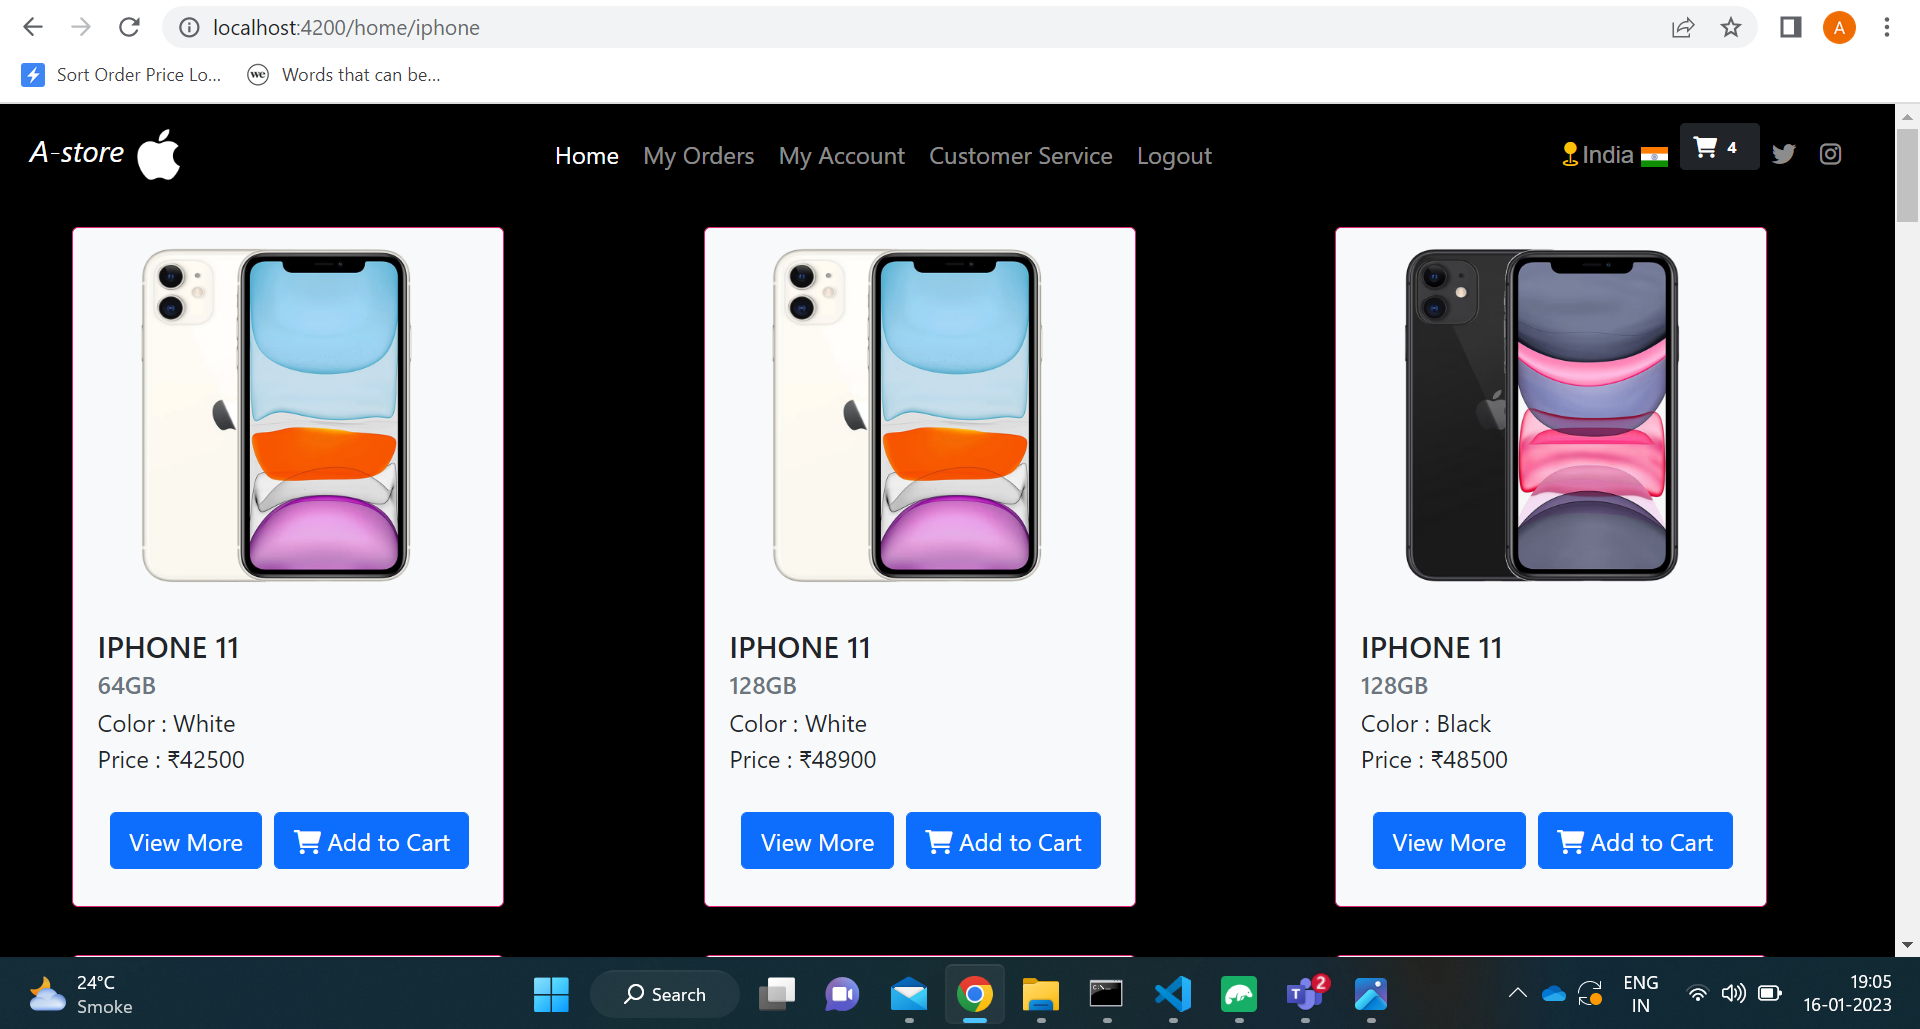 localhost:4200/home/iphone
A
Sort Order Price Lo...
we Words that can be...
A-store
Home My Orders My Account Customer Service Logout
India 4
IPHONE 11
64GB
Color : White
Price : ₹42500
View More Add to Cart
IPHONE 11
128GB
Color : White
Price : ₹48900
View More Add to Cart
IPHONE 11
128GB
Color : Black
Price : ₹48500
View More Add to Cart
24°C
Smoke
Search
2
ENG
IN
19:05
16-01-2023